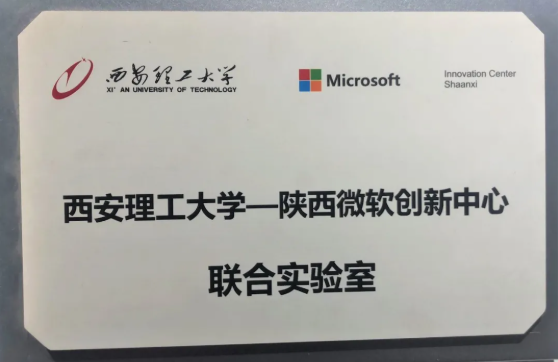 西安理工大学
XI' AN UNIVERSITY OF TECHNOLOGY
Microsoft
Innovation Center
Shaanxi
西安理工大学—陕西微软创新中心
联合实验室